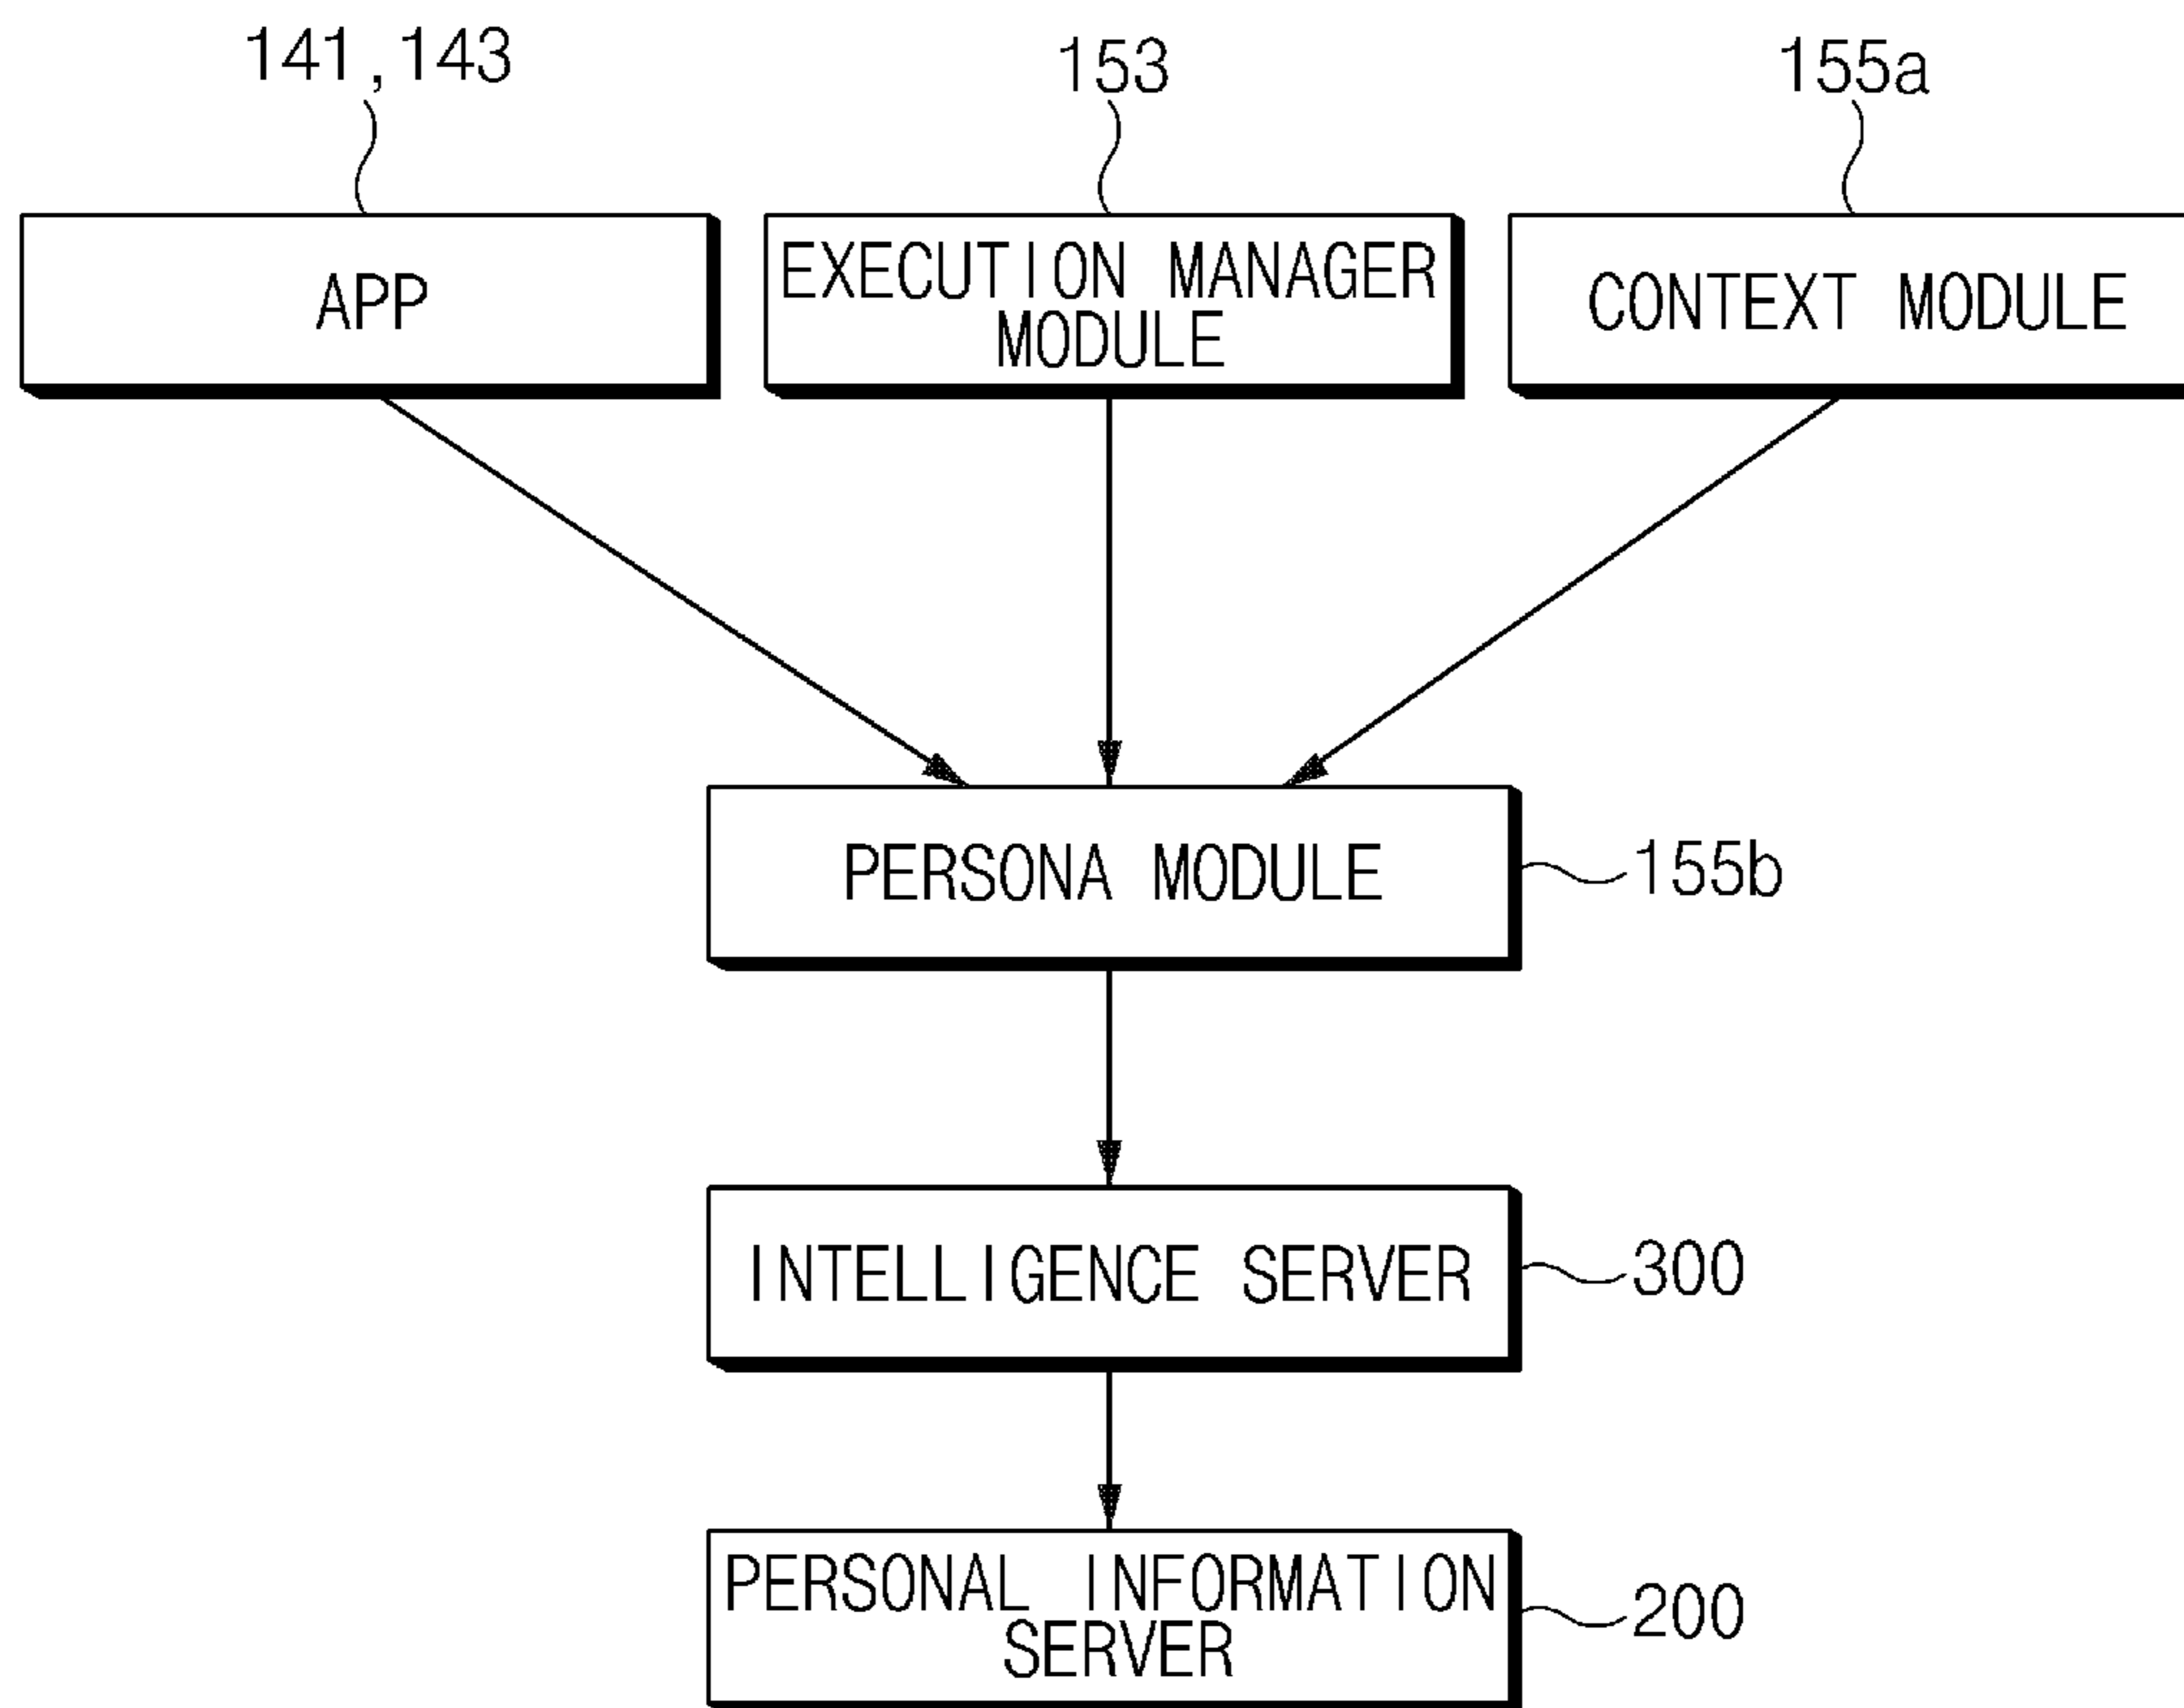 141, 143
153
155a
APP
EXECUTION MANAGER
MODULE
CONTEXT MODULE
PERSONA MODULE
155b
INTELLIGENCE SERVER
300
PERSONAL INFORMATION
SERVER
200